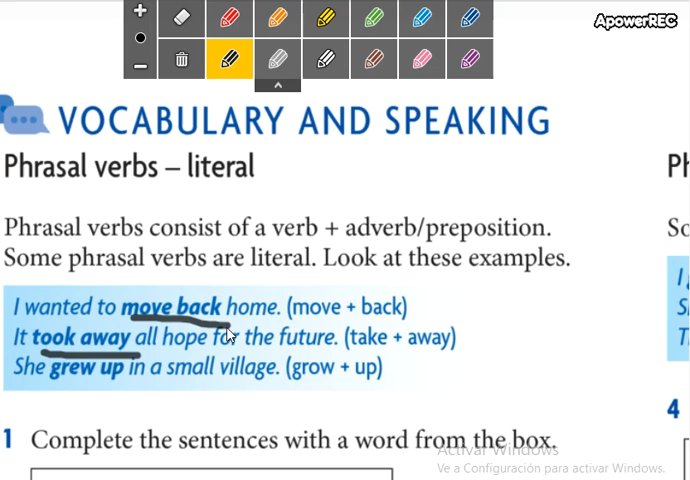 ApowerREC
VOCABULARY AND SPEAKING
Phrasal verbs – literal
Phrasal verbs consist of a verb + adverb/preposition.
Some phrasal verbs are literal. Look at these examples.
I wanted to move back home. (move + back)
It took away all hope for the future. (take + away)
She grew up in a small village. (grow + up)
1 Complete the sentences with a word from the box.
Activar Windows
Ve a Configuración para activar Windows.
So
I
S
T
4